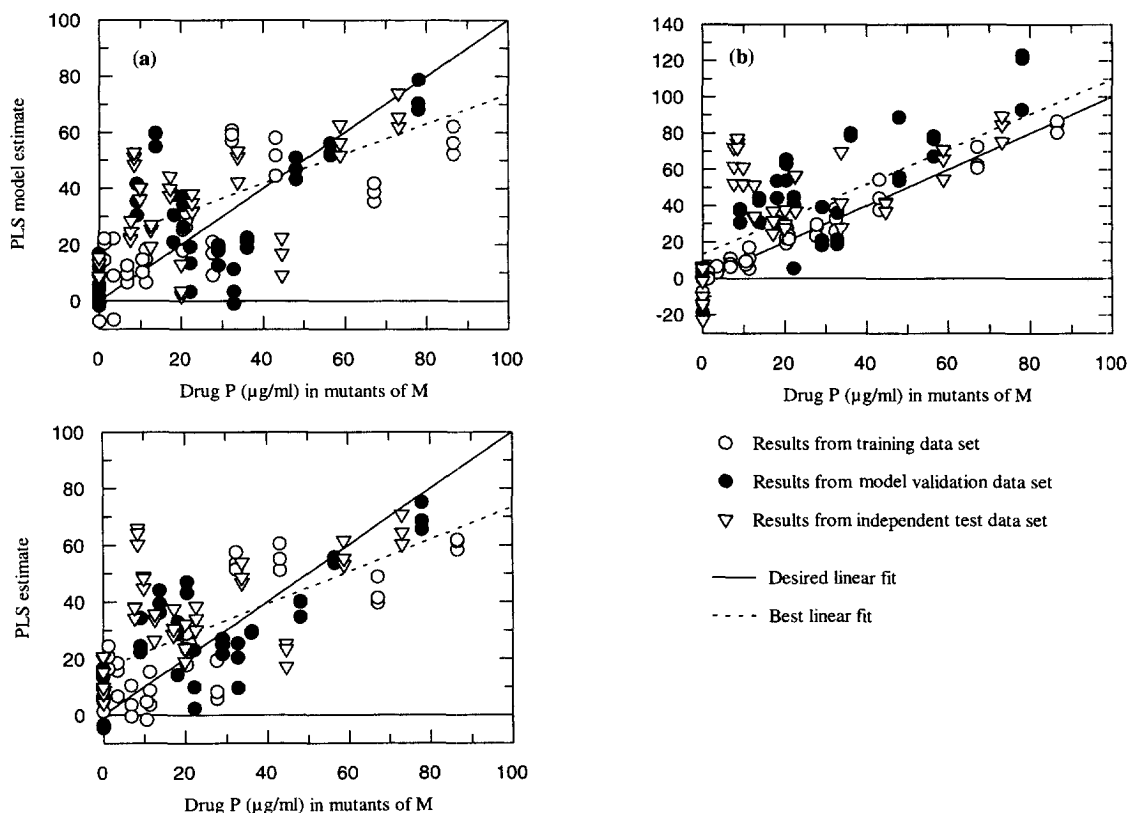 (a)
PLS model estimate
100
80
60
40
20
0
0 20 40 60 80 100
Drug P (µg/ml) in mutants of M
(b)
140
120
100
80
60
40
20
0
-20
0 20 40 60 80 100
Drug P (µg/ml) in mutants of M
PLS estimate
100
80
60
40
20
0
0 20 40 60 80 100
Drug P (µg/ml) in mutants of M
Results from training data set
Results from model validation data set
Results from independent test data set
Desired linear fit
Best linear fit